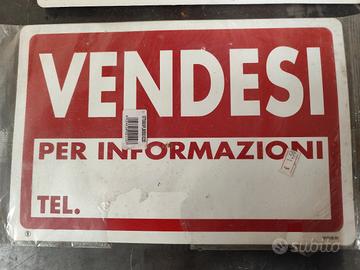 VENDESI
PER INFORMAZIONI
TEL.
subito